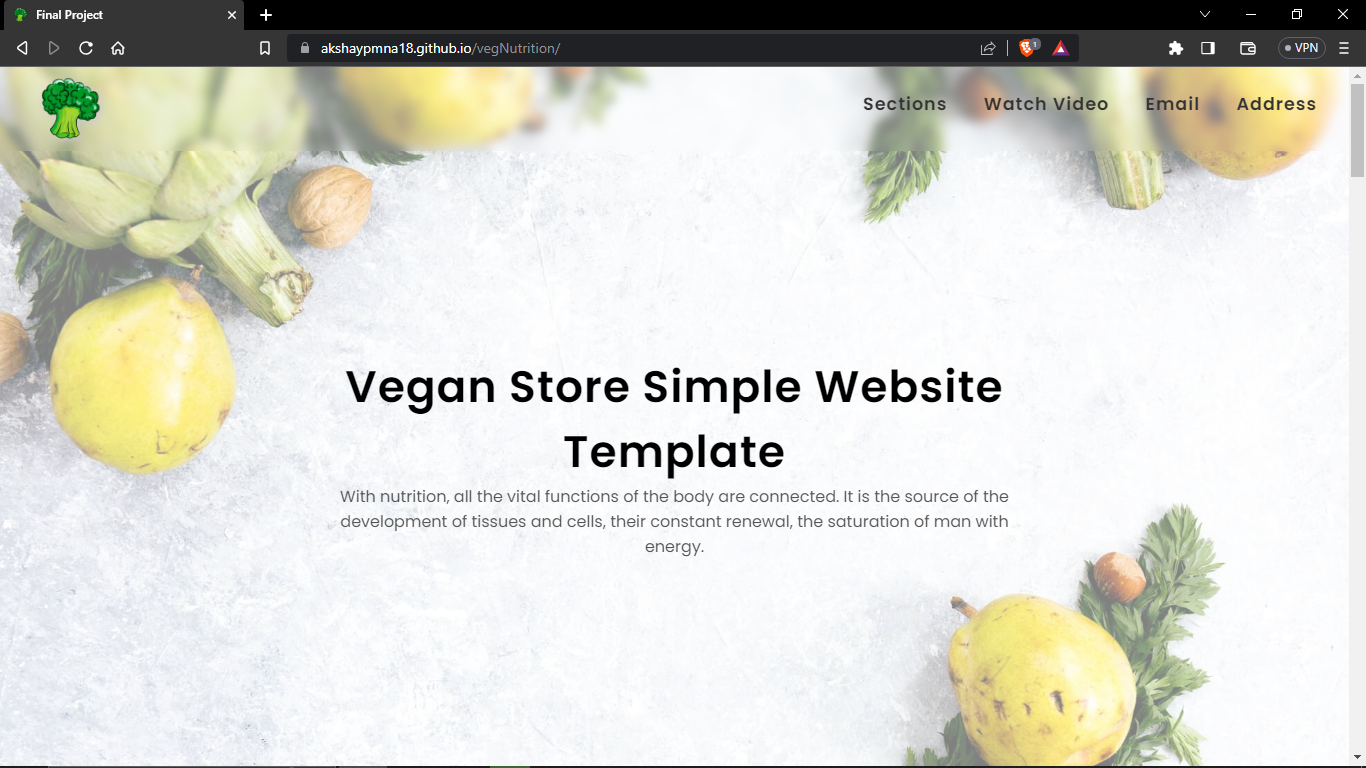 Final Project
akshaypmna18.github.io/vegNutrition/
1
VPN
Sections
Watch Video
Email
Address
Vegan Store Simple Website
Template
With nutrition, all the vital functions of the body are connected. It is the source of the
development of tissues and cells, their constant renewal, the saturation of man with
energy.